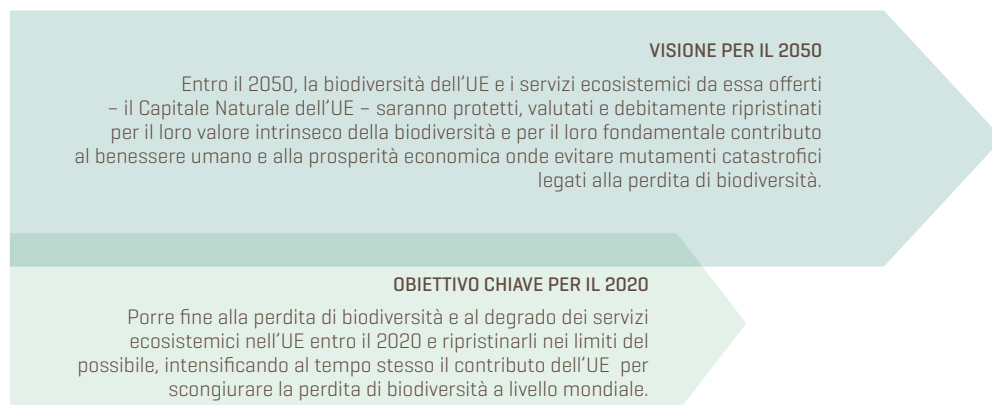 VISIONE PER IL 2050
Entro il 2050, la biodiversità dell'UE e i servizi ecosistemici da essa offerti
– il Capitale Naturale dell'UE – saranno protetti, valutati e debitamente ripristinati
per il loro valore intrinseco della biodiversità e per il loro fondamentale contributo
al benessere umano e alla prosperità economica onde evitare mutamenti catastrofici
legati alla perdita di biodiversità.
OBIETTIVO CHIAVE PER IL 2020
Porre fine alla perdita di biodiversità e al degrado dei servizi
ecosistemici nell'UE entro il 2020 e ripristinarli nei limiti del
possibile, intensificando al tempo stesso il contributo dell'UE per
scongiurare la perdita di biodiversità a livello mondiale.